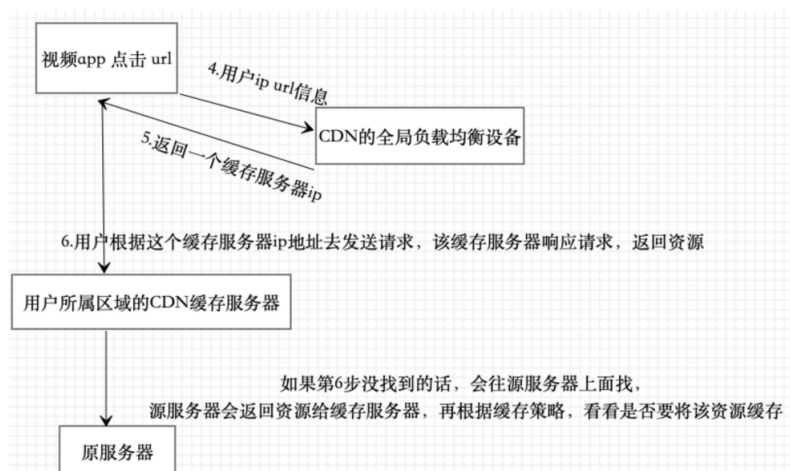 视频app 点击 url
4.用户ip url信息
CDN的全局负载均衡设备
5.返回一个缓存服务器ip
6.用户根据这个缓存服务器ip地址去发送请求，该缓存服务器响应请求，返回资源
用户所属区域的CDN缓存服务器
如果第6步没找到的话，会往源服务器上面找，
源服务器会返回资源给缓存服务器，再根据缓存策略，看看是否要将该资源缓存
原服务器